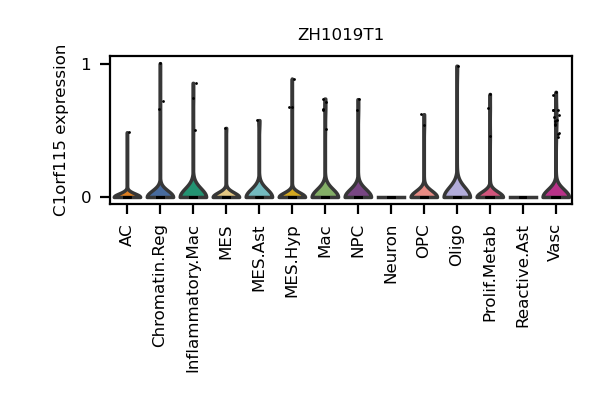 ZH1019T1
C1orf115 expression
1
0
AC
Chromatin.Reg
Inflammatory.Mac
MES
MES.Ast
MES.Hyp
Mac
NPC
Neuron
OPC
Oligo
Prolif.Metab
Reactive.Ast
Vasc